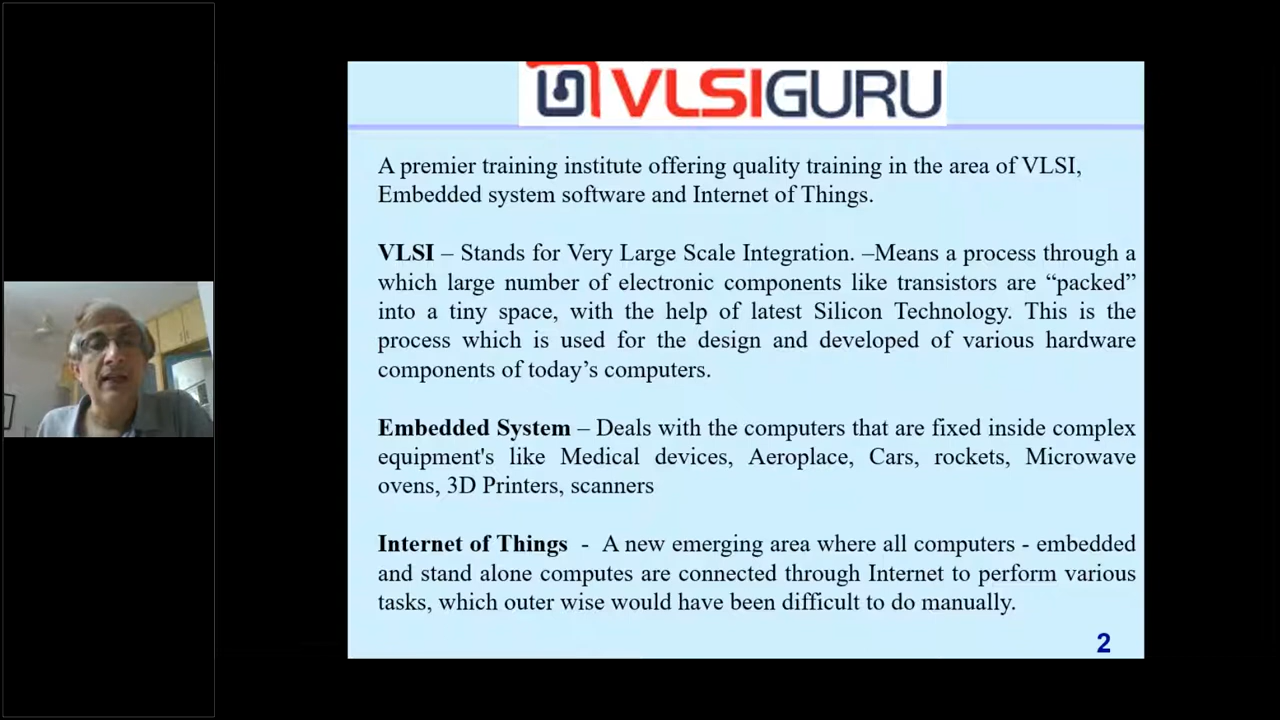 VLSIGURU
A premier training institute offering quality training in the area of VLSI,
Embedded system software and Internet of Things.
VLSI – Stands for Very Large Scale Integration. –Means a process through a
which large number of electronic components like transistors are “packed”
into a tiny space, with the help of latest Silicon Technology. This is the
process which is used for the design and developed of various hardware
components of today’s computers.
Embedded System – Deals with the computers that are fixed inside complex
equipment's like Medical devices, Aeroplace, Cars, rockets, Microwave
ovens, 3D Printers, scanners
Internet of Things - A new emerging area where all computers - embedded
and stand alone computes are connected through Internet to perform various
tasks, which outer wise would have been difficult to do manually.
2